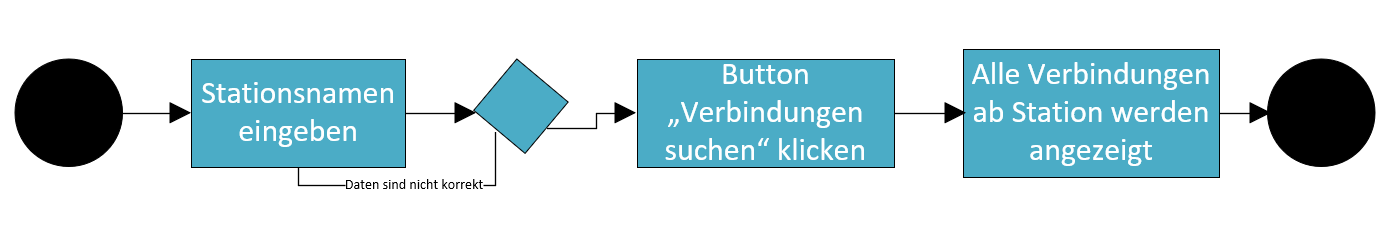 Stationsnamen
eingeben
Daten sind nicht korrekt
Button
„Verbindungen
suchen“ klicken
Alle Verbindungen
ab Station werden
angezeigt